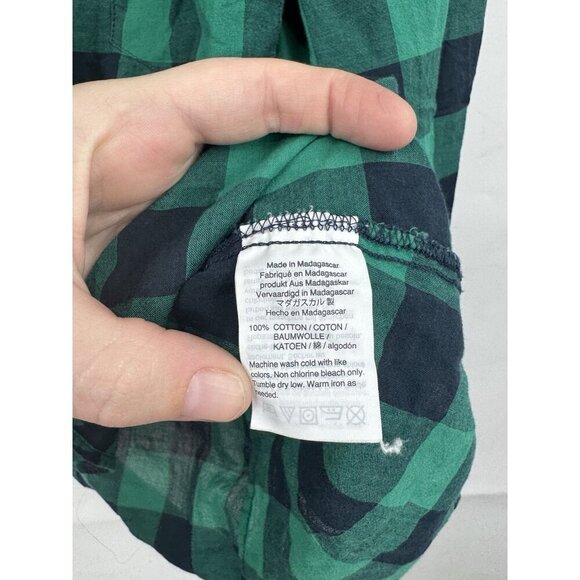 Made in Madagascar
Fabriqué en Madagascar
produkt Aus Madagaskar
Vervaardigd in Madagascar
マダガスカル製
Hecho en Madagascar
100% COTTON / COTON /
BAUMWOLLE /
KATOEN / 綿 / algodón
Machine wash cold with like
colors. Non chlorine bleach only.
Tumble dry low. Warm iron as
needed.